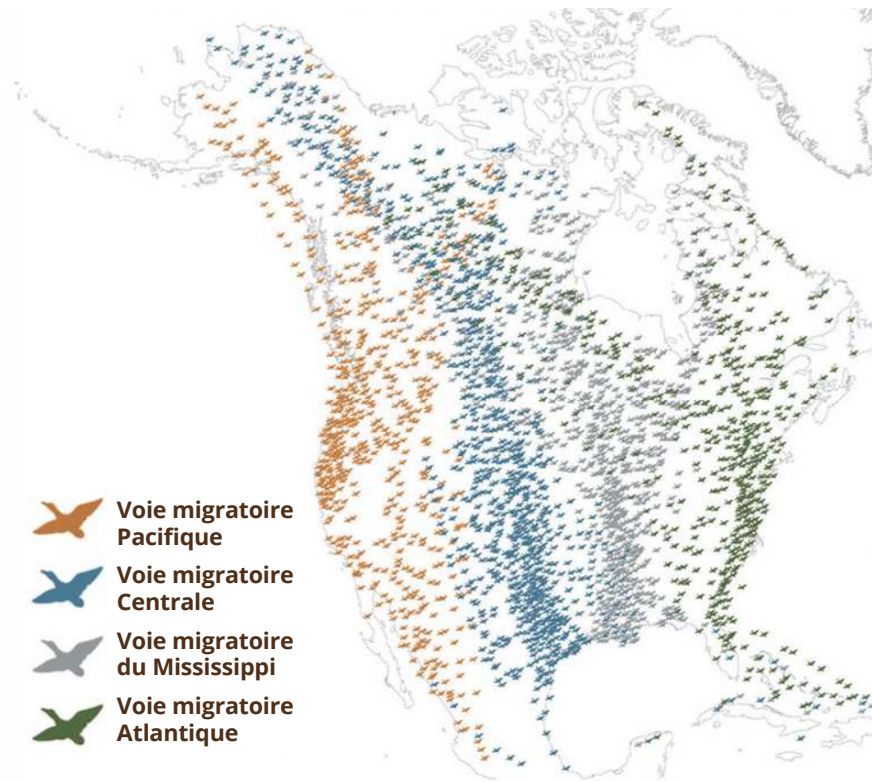 Voie migratoire
Pacifique
Voie migratoire
Centrale
Voie migratoire
du Mississippi
Voie migratoire
Atlantique